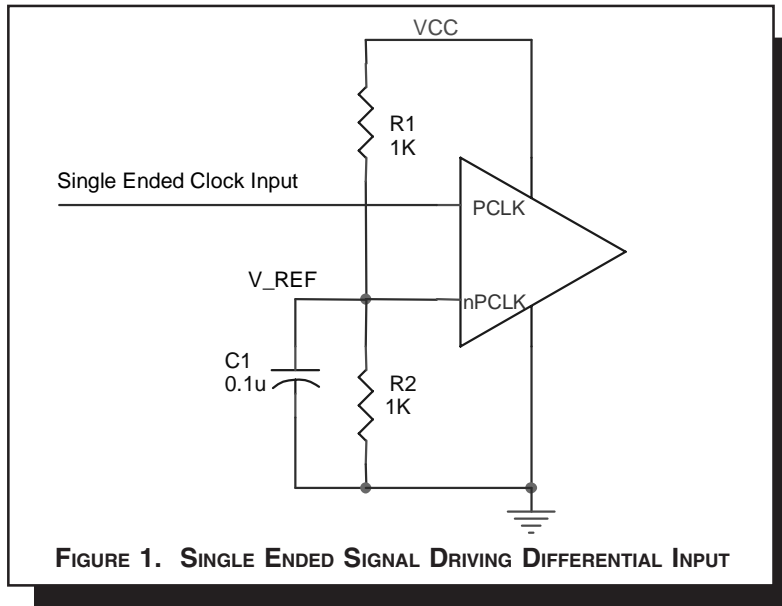 VCC
R1
1K
Single Ended Clock Input
PCLK
V_REF
nPCLK
C1
0.1u
R2
1K
FIGURE 1. SINGLE ENDED SIGNAL DRIVING DIFFERENTIAL INPUT